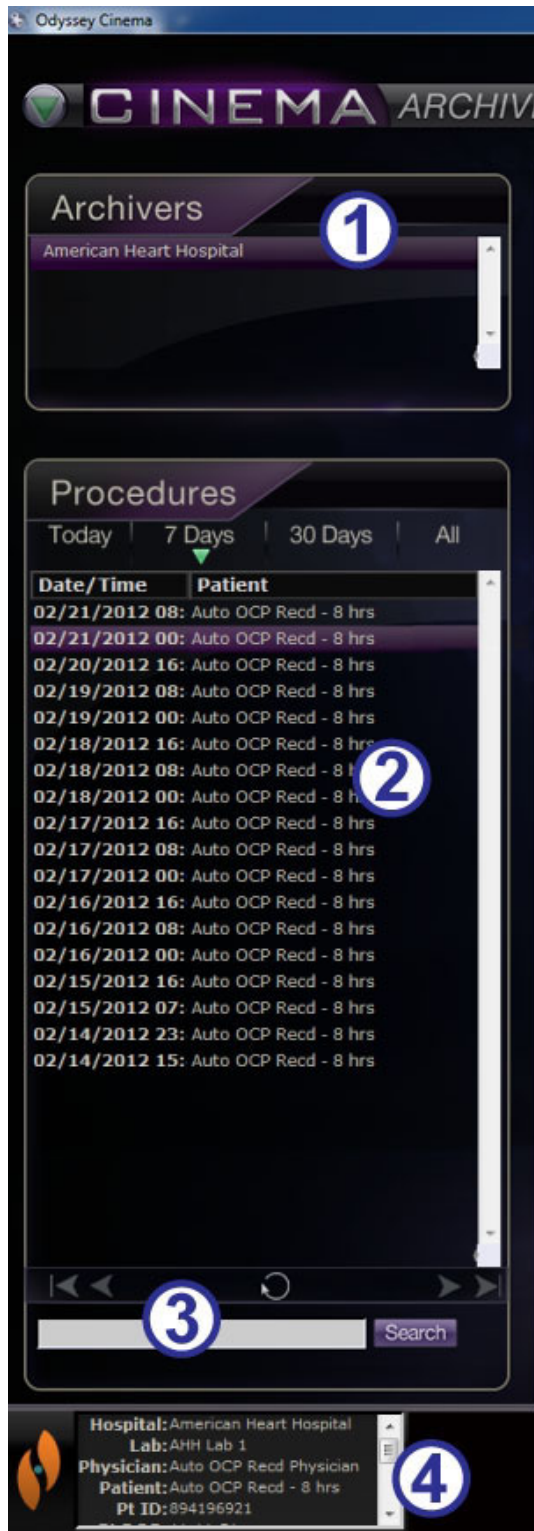 Odyssey Cinema
CINEMA ARCHIV
Archivers
1
American Heart Hospital
Procedures
Today 7 Days 30 Days All
Date/Time Patient
02/21/2012 08: Auto OCP Recd - 8 hrs
02/21/2012 00: Auto OCP Recd - 8 hrs
02/20/2012 16: Auto OCP Recd - 8 hrs
02/19/2012 08: Auto OCP Recd - 8 hrs
02/19/2012 00: Auto OCP Recd - 8 hrs
02/18/2012 16: Auto OCP Recd - 8 hrs
02/18/2012 08: Auto OCP Recd - 8
2
02/18/2012 00: Auto OCP Recd - 8
02/17/2012 16: Auto OCP Recd - 8 hrs
02/17/2012 08: Auto OCP Recd - 8 hrs
02/17/2012 00: Auto OCP Recd - 8 hrs
02/16/2012 16: Auto OCP Recd - 8 hrs
02/16/2012 08: Auto OCP Recd - 8 hrs
02/16/2012 00: Auto OCP Recd - 8 hrs
02/15/2012 16: Auto OCP Recd - 8 hrs
02/15/2012 07: Auto OCP Recd - 8 hrs
02/14/2012 23: Auto OCP Recd - 8 hrs
02/14/2012 15: Auto OCP Recd - 8 hrs
3
Search
Hospital: American Heart Hospital
Lab: AHH Lab 1
Physician: Auto OCP Recd Physician
4
Patient: Auto OCP Recd - 8 hrs
Pt ID: 894196921